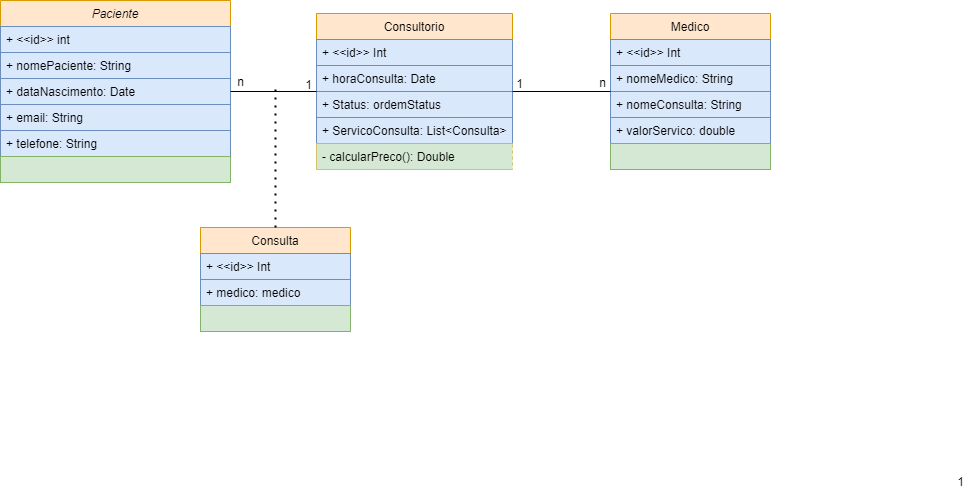 Paciente
+ <<id>> int
+ nomePaciente: String
+ dataNascimento: Date
+ email: String
+ telefone: String
n
1
Consultorio
+ <<id>> Int
+ horaConsulta: Date
+ Status: ordemStatus
+ ServicoConsulta: List<Consulta>
- calcularPreco(): Double
1
n
Medico
+ <<id>> Int
+ nomeMedico: String
+ nomeConsulta: String
+ valorServico: double
Consulta
+ <<id>> Int
+ medico: medico
1